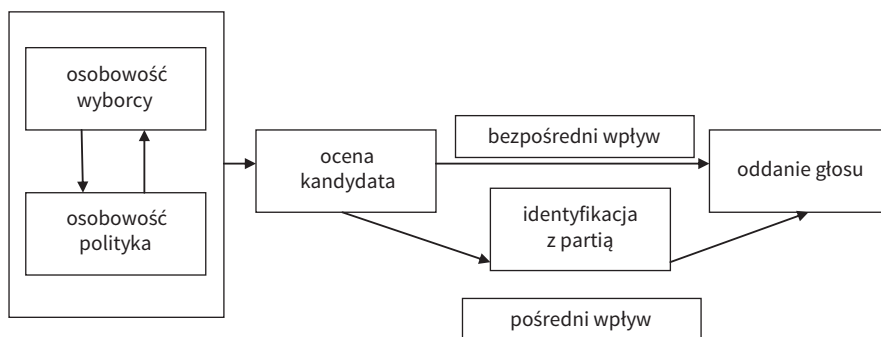 osobowość
wyborcy
osobowość
polityka
ocena
kandydata
bezpośredni wpływ
identyfikacja
z partią
pośredni wpływ
oddanie głosu